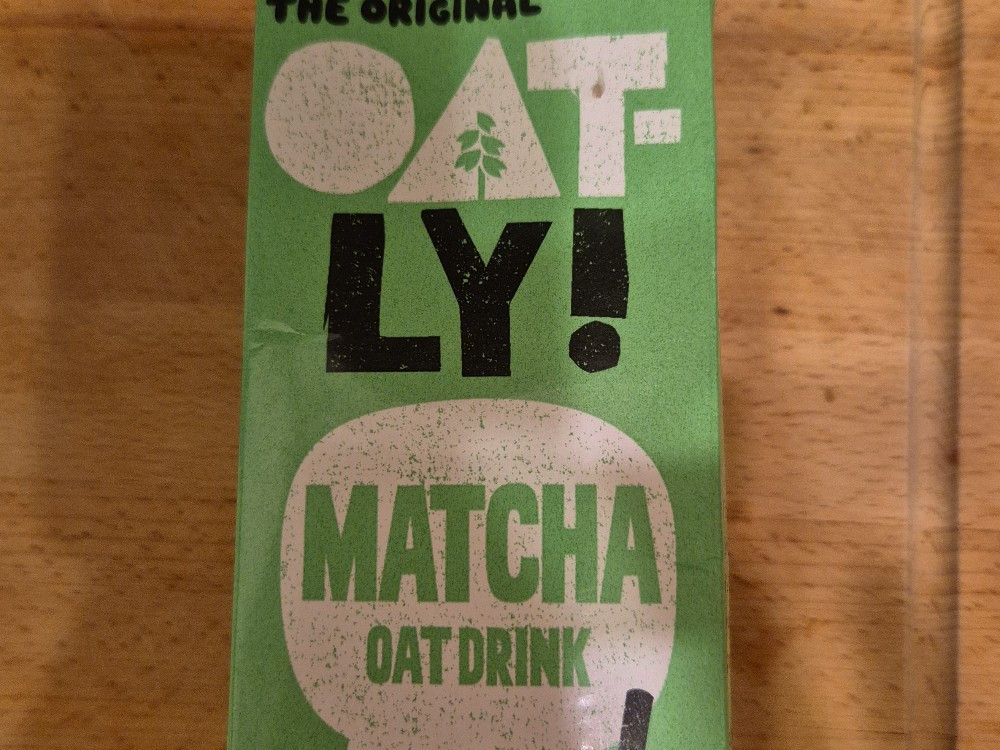 THE ORIGINAL
OAT-
LY!
MATCHA
OAT DRINK